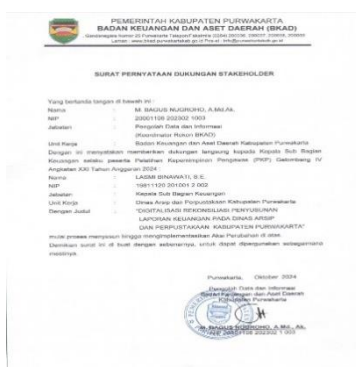 PEMERINTAH KABUPATEN PURWAKARTA
BADAN KEUANGAN DAN ASET DAERAH (BKAD)
SURAT PERNYATAAN DUKUNGAN STAKEHOLDER
Yang bertanda tangan di bawah ini :
Nama : M. BAGUS NUGROHO, A.Md.Ak.
NIP : 20001108 202302 1003
Jabatan : Pengolah Data dan Informasi
(Koordinator Rekon BKAD)
Unit Kerja : Badan Keuangan dan Aset Daerah Kabupaten Purwakarta
Dengan ini menyatakan memberikan dukungan langsung kepada Kepala Sub Bagian
Keuangan selaku peserta Pelatihan Kepemimpinan Pengawas (PKP) Gelombang IV
Angkatan XXI Tahun Anggaran 2024 :
Nama : LASMI BINAWATI, S.E.
NIP : 19811120 201001 2 002
Jabatan : Kepala Sub Bagian Keuangan
Unit Kerja : Dinas Arsip dan Perpustakaan Kabupaten Purwakarta
Dengan Judul : "DIGITALISASI REKONSILIASI PENYUSUNAN
LAPORAN KEUANGAN PADA DINAS ARSIP
DAN PERPUSTAKAAN KABUPATEN PURWAKARTA"
mulai proses menyusun hingga mengimplementasikan Aksi Perubahan di atas.
Demikian surat ini di buat dengan sebenarnya, untuk dapat dipergunakan sebagaimana
mestinya.
Purwakarta, Oktober 2024
Pengolah Data dan Informasi
Badan Keuangan dan Aset Daerah
Kabupaten Purwakarta
M. BAGUS NUGROHO, A.Md., Ak.
NIP. 20001108 202302 1 003